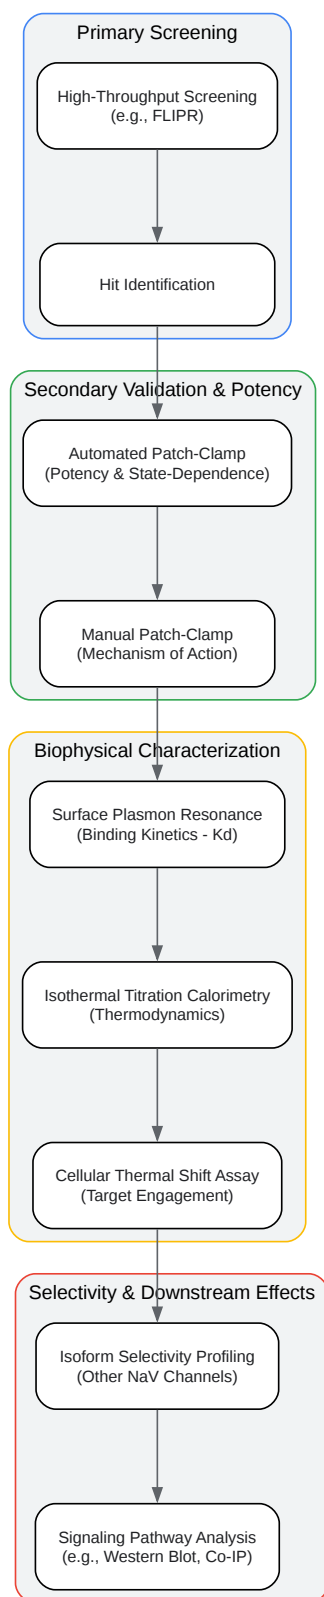 Primary Screening
High-Throughput Screening
(e.g., FLIPR)
Hit Identification
Secondary Validation & Potency
Automated Patch-Clamp
(Potency & State-Dependence)
Manual Patch-Clamp
(Mechanism of Action)
Biophysical Characterization
Surface Plasmon Resonance
(Binding Kinetics - Kd)
Isothermal Titration Calorimetry
(Thermodynamics)
Cellular Thermal Shift Assay
(Target Engagement)
Selectivity & Downstream Effects
Isoform Selectivity Profiling
(Other NaV Channels)
Signaling Pathway Analysis
(e.g., Western Blot, Co-IP)